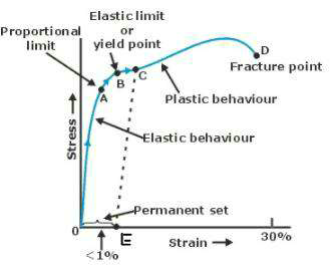 Elastic limit
or
yield point
Proportional
limit
A
B
C
D
Fracture point
Plastic behaviour
Stress
Elastic behaviour
Permanent set
0
E
<1%
Strain
30%